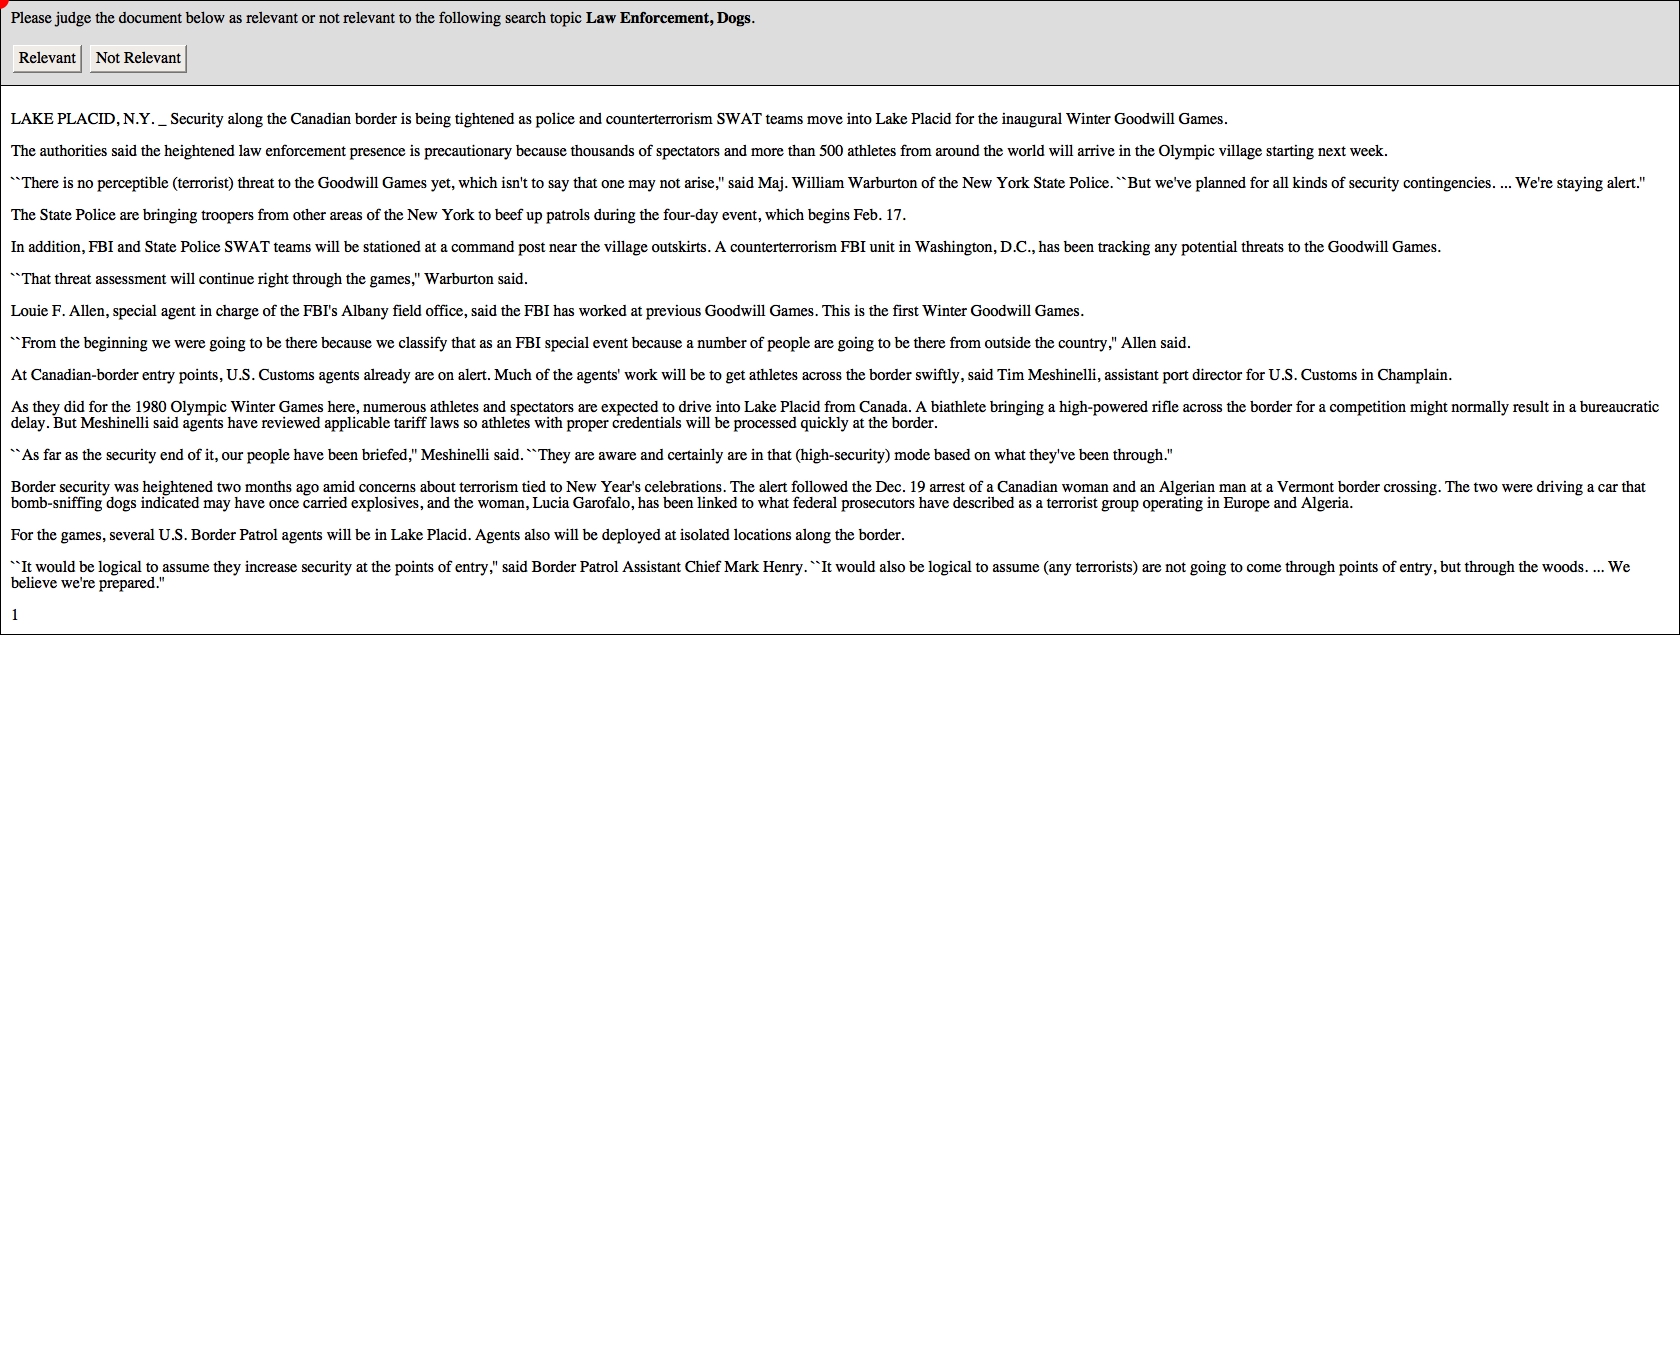 Please judge the document below as relevant or not relevant to the following search topic Law Enforcement, Dogs.
Relevant Not Relevant
LAKE PLACID, N.Y. _ Security along the Canadian border is being tightened as police and counterterrorism SWAT teams move into Lake Placid for the inaugural Winter Goodwill Games.
The authorities said the heightened law enforcement presence is precautionary because thousands of spectators and more than 500 athletes from around the world will arrive in the Olympic village starting next week.
``There is no perceptible (terrorist) threat to the Goodwill Games yet, which isn't to say that one may not arise,'' said Maj. William Warburton of the New York State Police. ``But we've planned for all kinds of security contingencies. ... We're staying alert.''
The State Police are bringing troopers from other areas of the New York to beef up patrols during the four-day event, which begins Feb. 17.
In addition, FBI and State Police SWAT teams will be stationed at a command post near the village outskirts. A counterterrorism FBI unit in Washington, D.C., has been tracking any potential threats to the Goodwill Games.
``That threat assessment will continue right through the games,'' Warburton said.
Louie F. Allen, special agent in charge of the FBI's Albany field office, said the FBI has worked at previous Goodwill Games. This is the first Winter Goodwill Games.
``From the beginning we were going to be there because we classify that as an FBI special event because a number of people are going to be there from outside the country,'' Allen said.
At Canadian-border entry points, U.S. Customs agents already are on alert. Much of the agents' work will be to get athletes across the border swiftly, said Tim Meshinelli, assistant port director for U.S. Customs in Champlain.
As they did for the 1980 Olympic Winter Games here, numerous athletes and spectators are expected to drive into Lake Placid from Canada. A biathlete bringing a high-powered rifle across the border for a competition might normally result in a bureaucratic
delay. But Meshinelli said agents have reviewed applicable tariff laws so athletes with proper credentials will be processed quickly at the border.
``As far as the security end of it, our people have been briefed,'' Meshinelli said. ``They are aware and certainly are in that (high-security) mode based on what they've been through.''
Border security was heightened two months ago amid concerns about terrorism tied to New Year's celebrations. The alert followed the Dec. 19 arrest of a Canadian woman and an Algerian man at a Vermont border crossing. The two were driving a car that
bomb-sniffing dogs indicated may have once carried explosives, and the woman, Lucia Garofalo, has been linked to what federal prosecutors have described as a terrorist group operating in Europe and Algeria.
For the games, several U.S. Border Patrol agents will be in Lake Placid. Agents also will be deployed at isolated locations along the border.
``It would be logical to assume they increase security at the points of entry,'' said Border Patrol Assistant Chief Mark Henry. ``It would also be logical to assume (any terrorists) are not going to come through points of entry, but through the woods. ... We
believe we're prepared.''
1